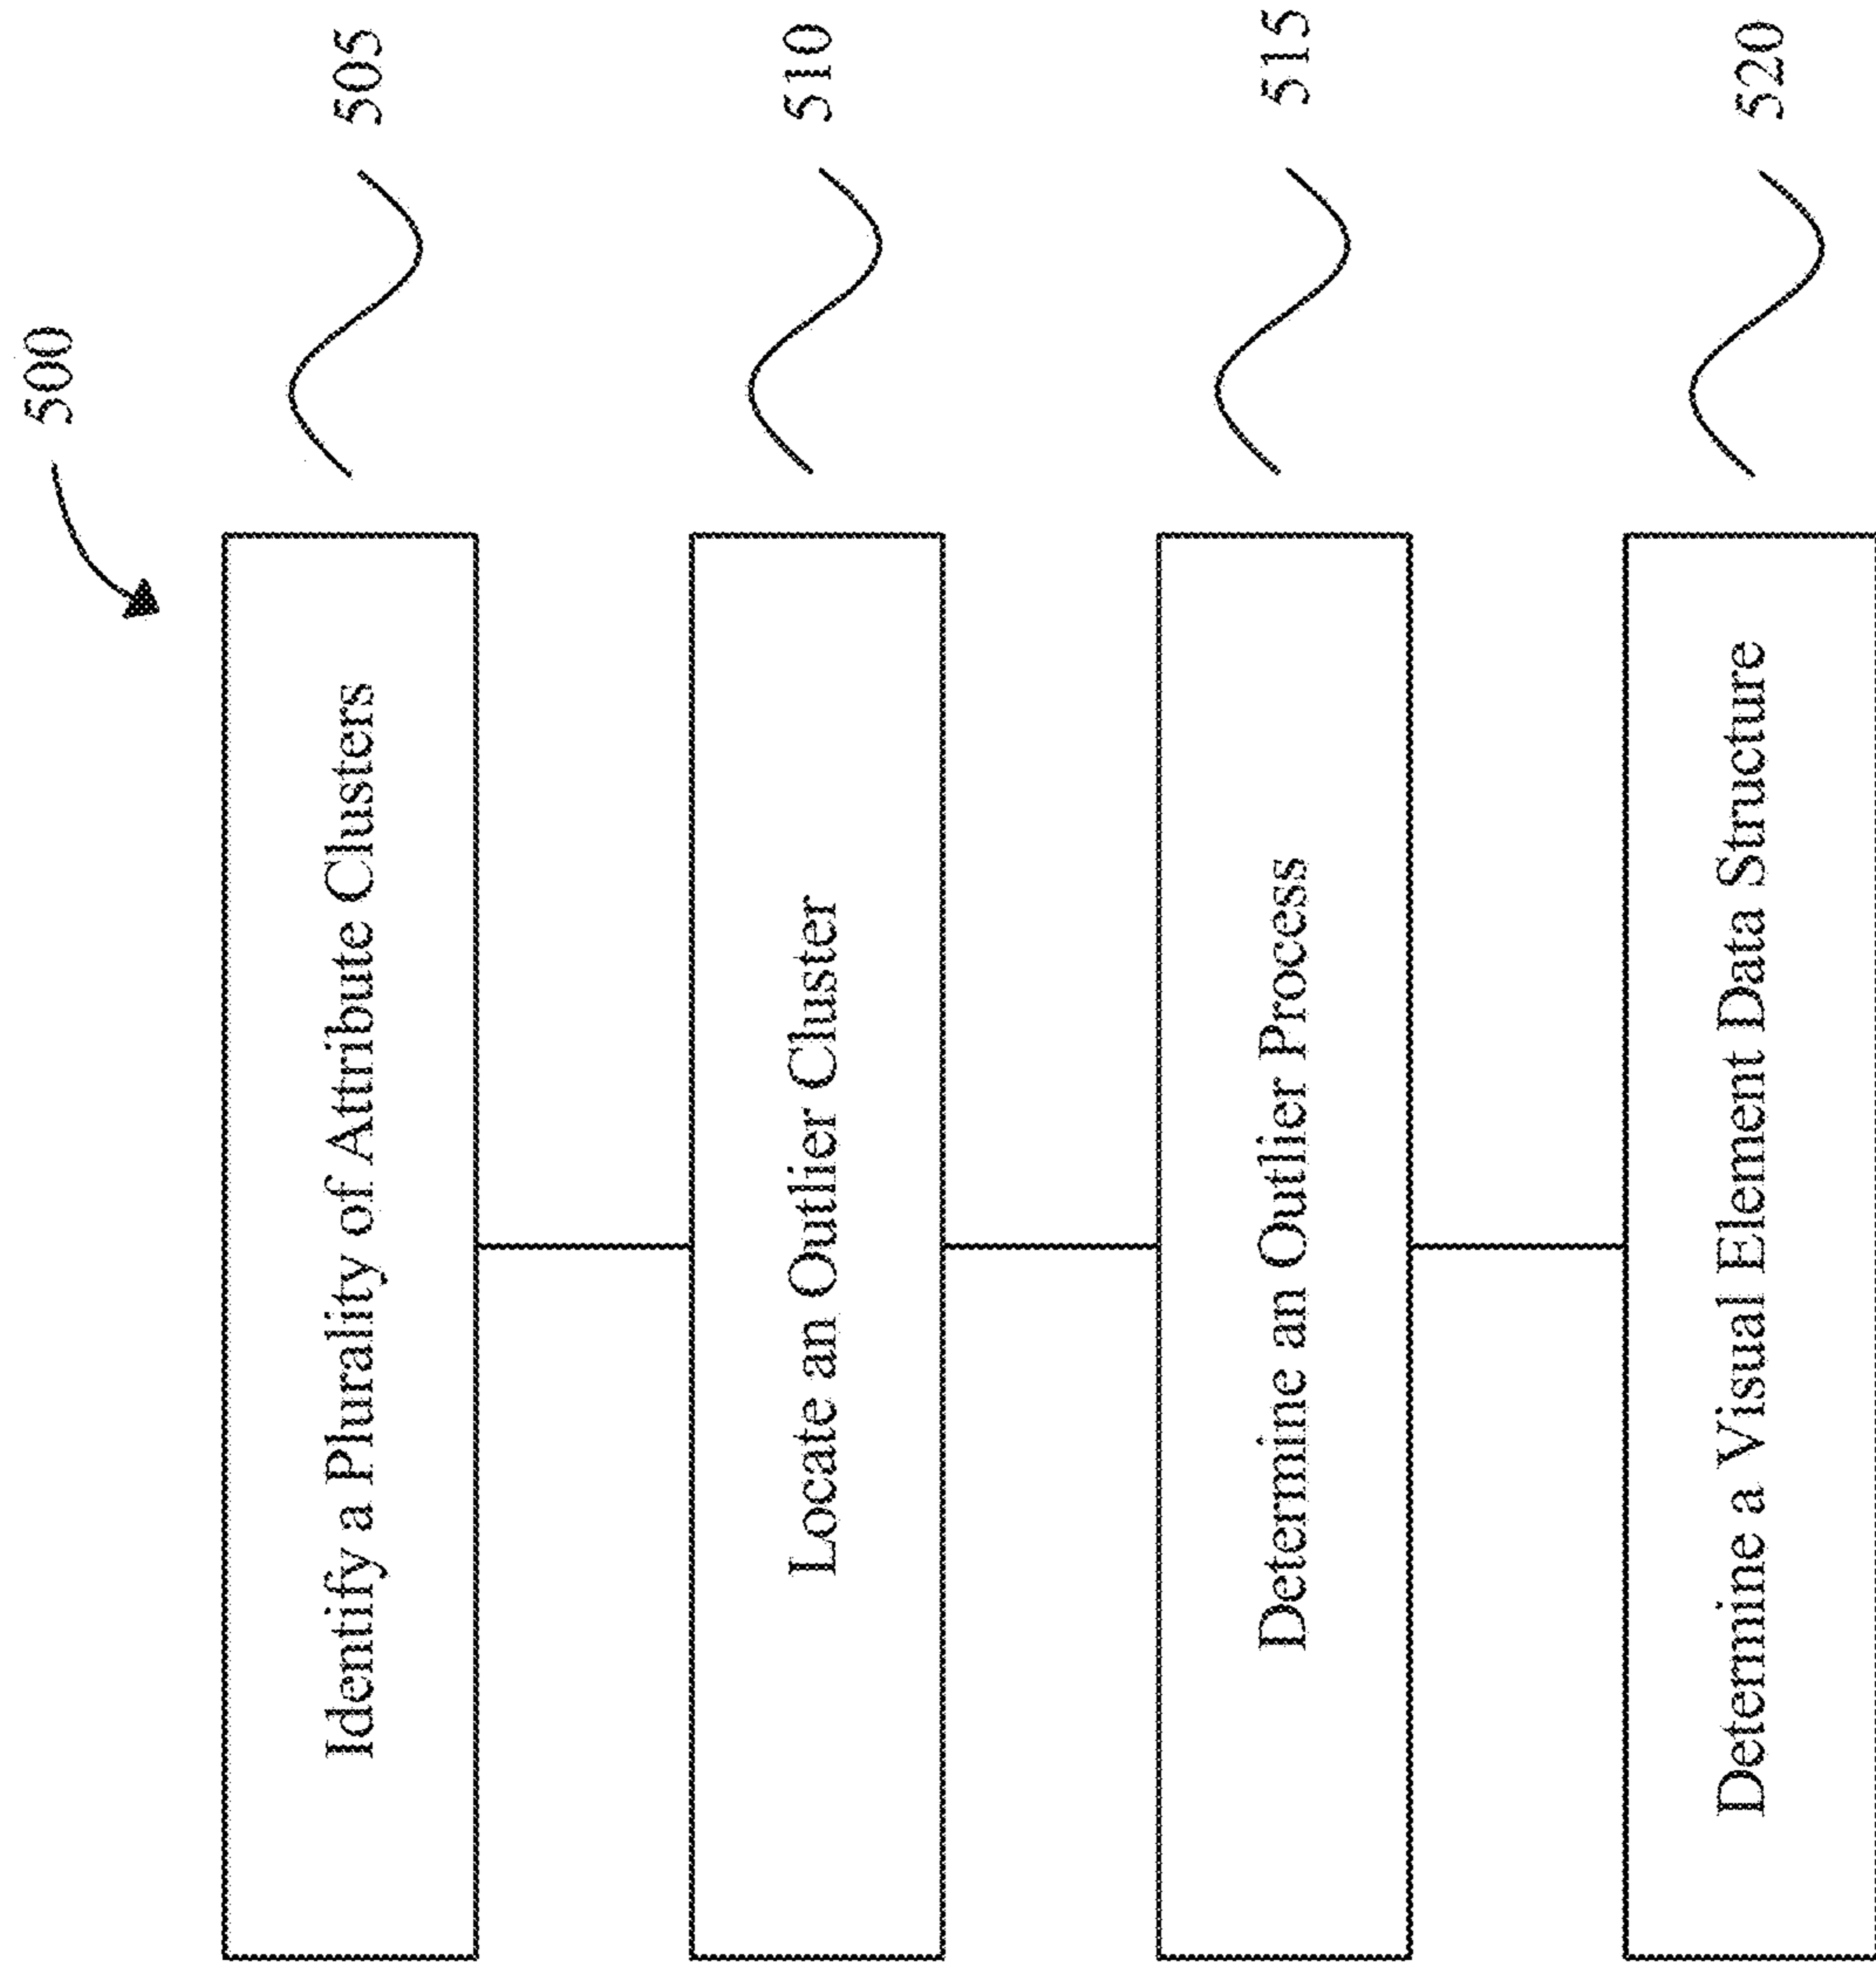 500
Identify a Plurality of Attribute Clusters
505
Locate an Outlier Cluster
510
Determine an Outlier Process
515
Determine a Visual Element Data Structure
520